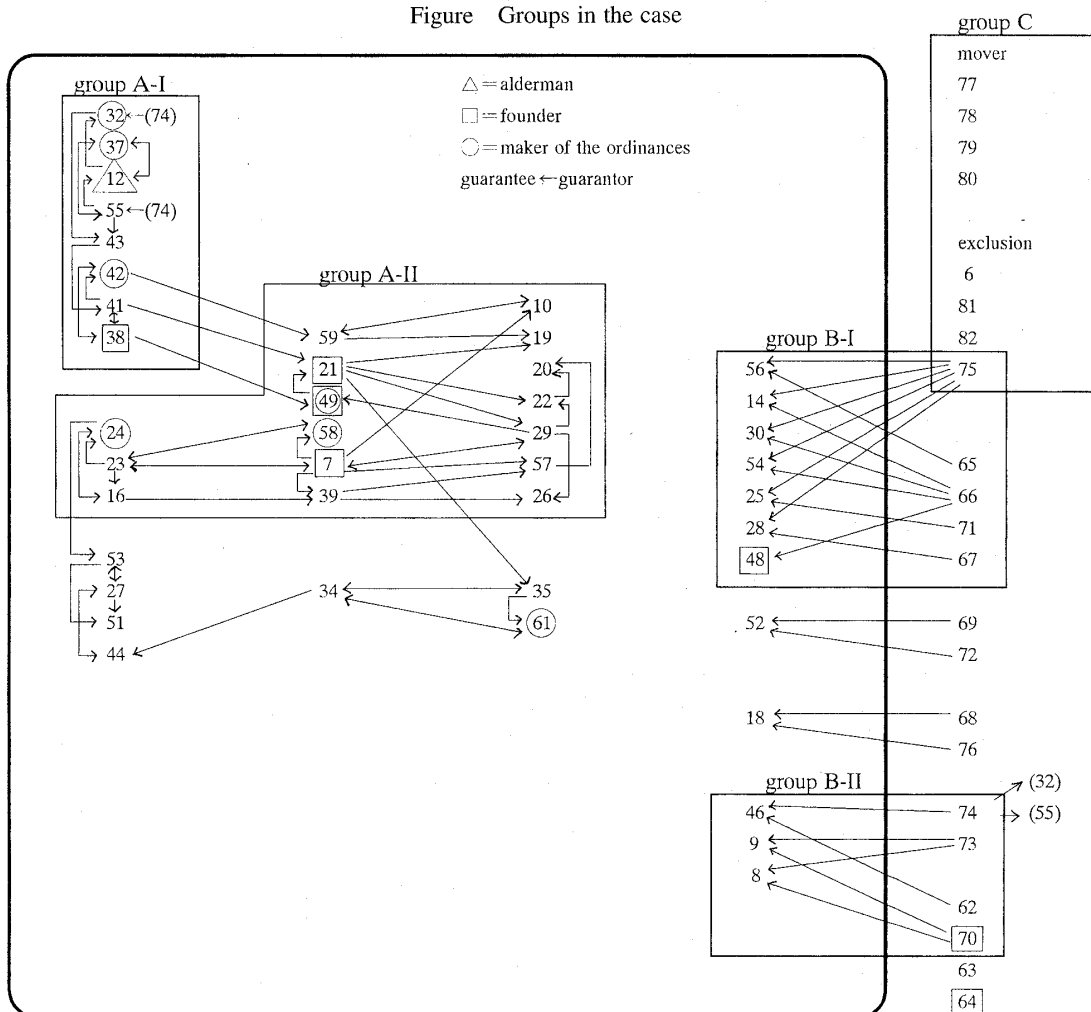 Figure Groups in the case
group C
mover
77
78
79
80
exclusion
6
81
82
75
group A-I
32 ←(74)
37
12
55 ←(74)
43
42
41
38
△ = alderman
□ = founder
○ = maker of the ordinances
guarantee ← guarantor
group A-II
10
59 19
21 20
49 22
24 58 29
23 7 57
16 39 26
53
27 34 35
51 61
44
group B-I
56
14
30
54 65
25 66
28 71
48 67
52 69
72
18 68
76
group B-II
(32)
46 74 (55)
9 73
8
62
70
63
64